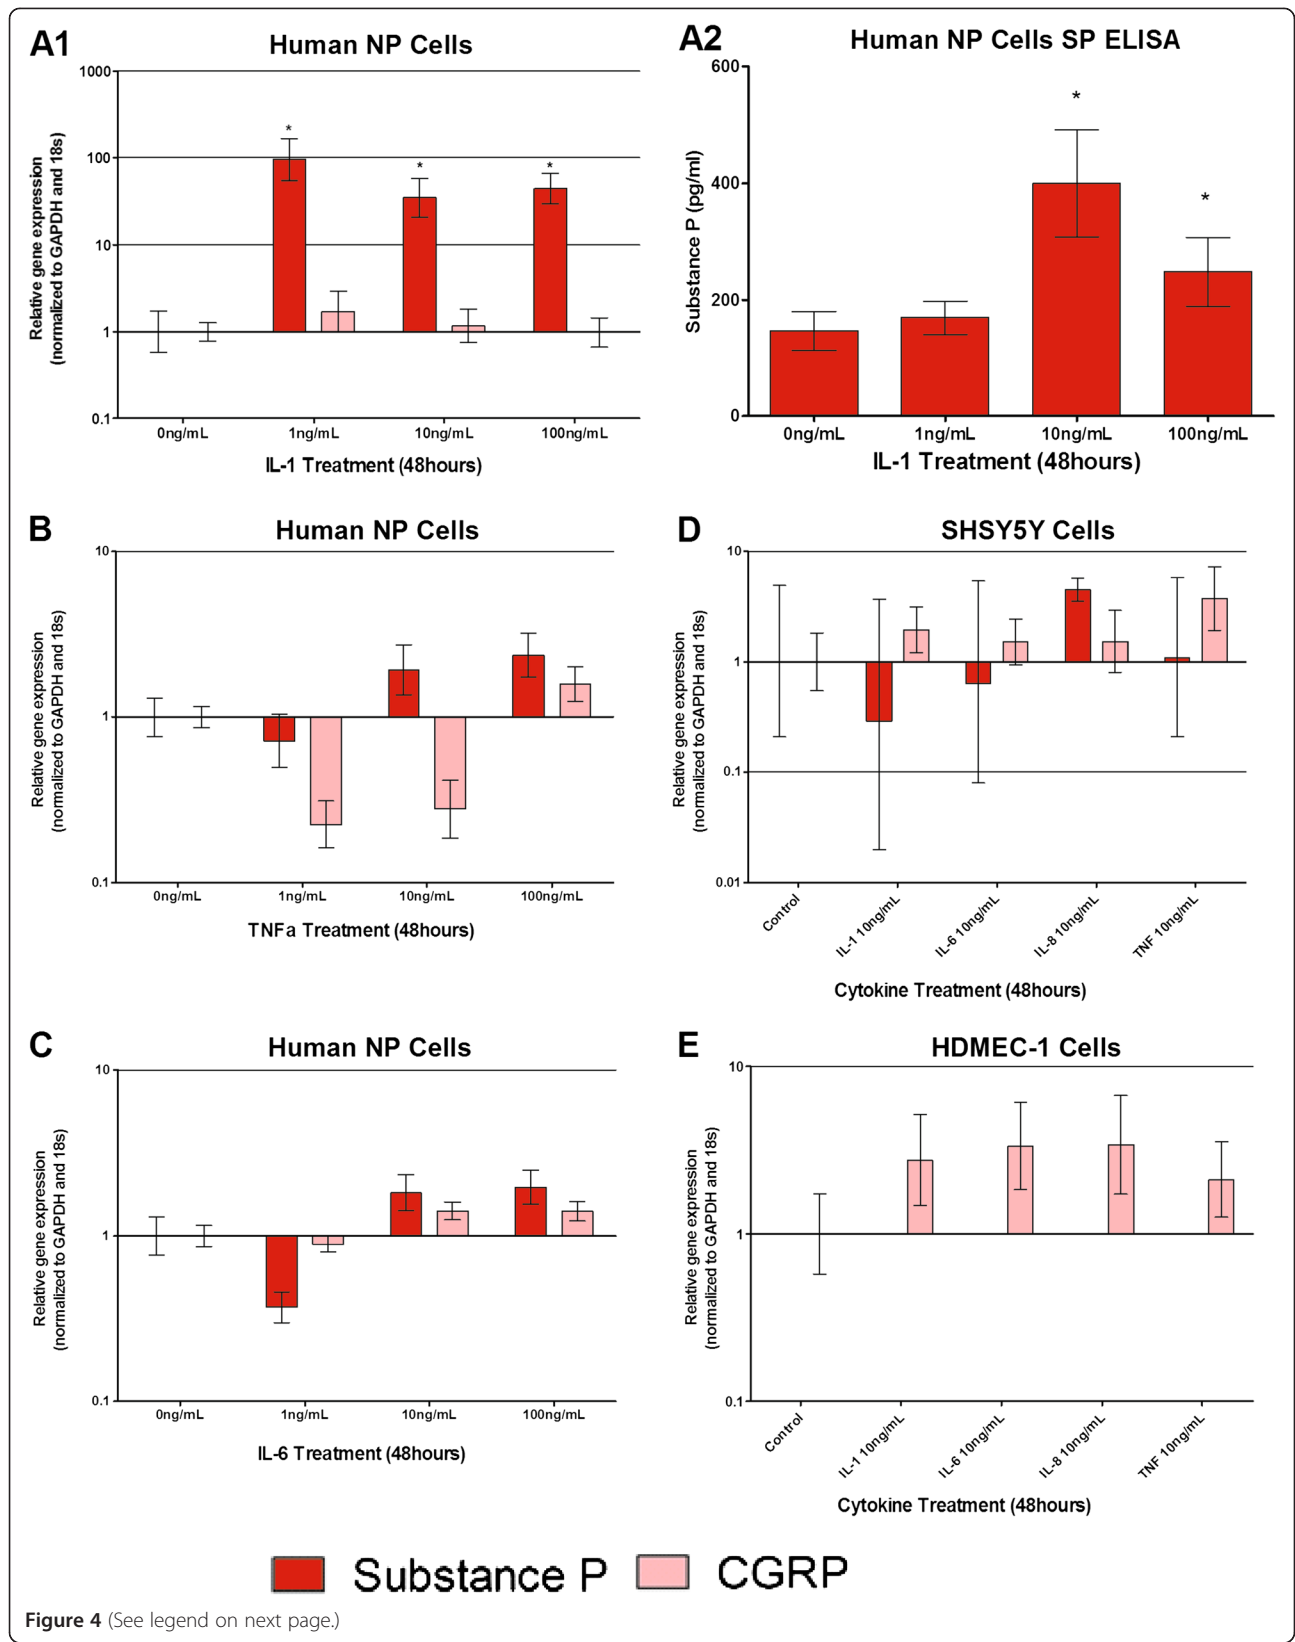 A1
Human NP Cells
Relative gene expression
(normalized to GAPDH and 18s)
1000
100
10
1
0.1
* * *
0ng/mL 1ng/mL 10ng/mL 100ng/mL
IL-1 Treatment (48hours)
A2
Human NP Cells SP ELISA
Substance P (pg/ml)
600
400
200
0
* *
0ng/mL 1ng/mL 10ng/mL 100ng/mL
IL-1 Treatment (48hours)
B
Human NP Cells
Relative gene expression
(normalized to GAPDH and 18s)
10
1
0.1
0ng/mL 1ng/mL 10ng/mL 100ng/mL
TNFa Treatment (48hours)
D
SHSY5Y Cells
Relative gene expression
(normalized to GAPDH and 18s)
10
1
0.1
0.01
Control
IL-1 10ng/mL
IL-6 10ng/mL
IL-8 10ng/mL
TNF 10ng/mL
Cytokine Treatment (48hours)
C
Human NP Cells
Relative gene expression
(normalized to GAPDH and 18s)
10
1
0.1
0ng/mL 1ng/mL 10ng/mL 100ng/mL
IL-6 Treatment (48hours)
E
HDMEC-1 Cells
Relative gene expression
(normalized to GAPDH and 18s)
10
1
0.1
Control
IL-1 10ng/mL
IL-6 10ng/mL
IL-8 10ng/mL
TNF 10ng/mL
Cytokine Treatment (48hours)
Substance P CGRP
Figure 4 (See legend on next page.)